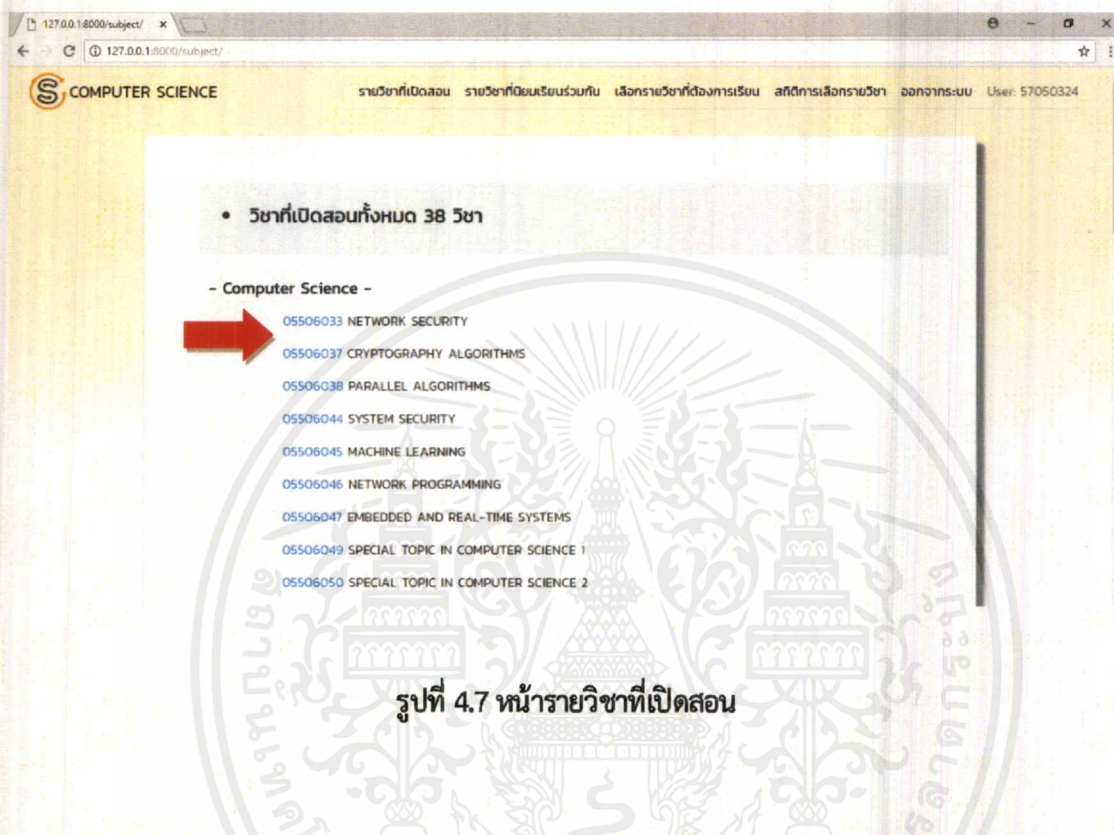 127.0.0.1:8000/subject/
127.0.0.1:8000/subject/
COMPUTER SCIENCE รายวิชาที่เปิดสอน รายวิชาที่นิยมเรียนร่วมกัน เลือกรายวิชาที่ต้องการเรียน สถิติการเลือกรายวิชา ออกจากระบบ User: 57050324
• วิชาที่เปิดสอนทั้งหมด 38 วิชา
- Computer Science -
05506033 NETWORK SECURITY
05506037 CRYPTOGRAPHY ALGORITHMS
05506038 PARALLEL ALGORITHMS
05506044 SYSTEM SECURITY
05506045 MACHINE LEARNING
05506046 NETWORK PROGRAMMING
05506047 EMBEDDED AND REAL-TIME SYSTEMS
05506049 SPECIAL TOPIC IN COMPUTER SCIENCE 1
05506050 SPECIAL TOPIC IN COMPUTER SCIENCE 2
รูปที่ 4.7 หน้ารายวิชาที่เปิดสอน